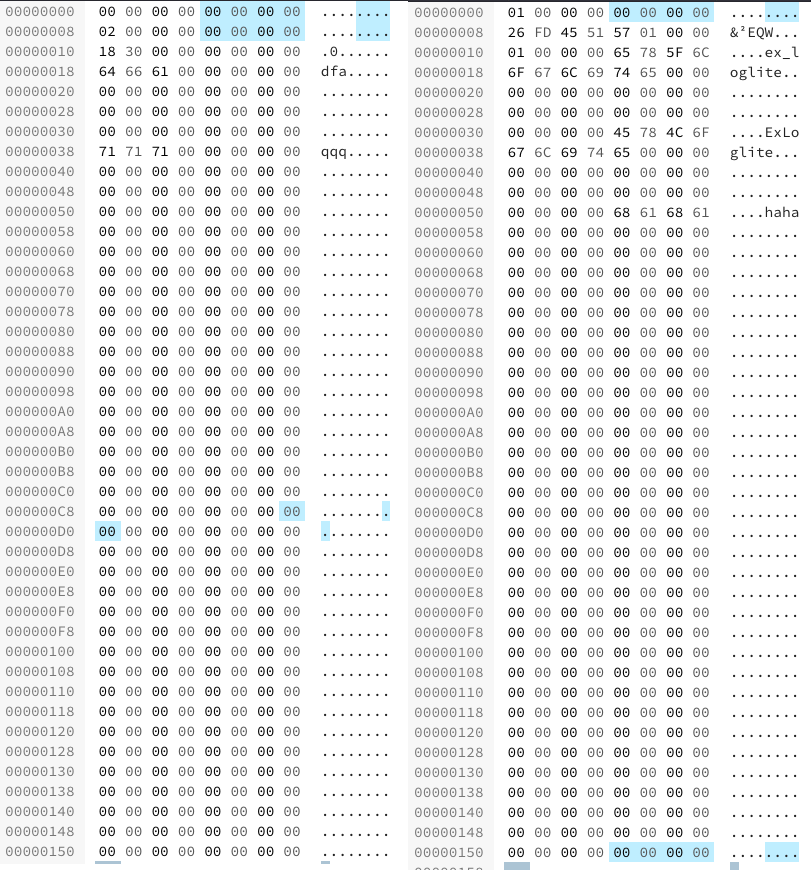 00000000 00 00 00 00 00 00 00 00 ........
00000008 02 00 00 00 00 00 00 00 ........
00000010 18 30 00 00 00 00 00 00 .0......
00000018 64 66 61 00 00 00 00 00 dfa.....
00000020 00 00 00 00 00 00 00 00 ........
00000028 00 00 00 00 00 00 00 00 ........
00000030 00 00 00 00 00 00 00 00 ........
00000038 71 71 71 00 00 00 00 00 qqq.....
00000040 00 00 00 00 00 00 00 00 ........
00000048 00 00 00 00 00 00 00 00 ........
00000050 00 00 00 00 00 00 00 00 ........
00000058 00 00 00 00 00 00 00 00 ........
00000060 00 00 00 00 00 00 00 00 ........
00000068 00 00 00 00 00 00 00 00 ........
00000070 00 00 00 00 00 00 00 00 ........
00000078 00 00 00 00 00 00 00 00 ........
00000080 00 00 00 00 00 00 00 00 ........
00000088 00 00 00 00 00 00 00 00 ........
00000090 00 00 00 00 00 00 00 00 ........
00000098 00 00 00 00 00 00 00 00 ........
000000A0 00 00 00 00 00 00 00 00 ........
000000A8 00 00 00 00 00 00 00 00 ........
000000B0 00 00 00 00 00 00 00 00 ........
000000B8 00 00 00 00 00 00 00 00 ........
000000C0 00 00 00 00 00 00 00 00 ........
000000C8 00 00 00 00 00 00 00 00 ........
000000D0 00 00 00 00 00 00 00 00 ........
000000D8 00 00 00 00 00 00 00 00 ........
000000E0 00 00 00 00 00 00 00 00 ........
000000E8 00 00 00 00 00 00 00 00 ........
000000F0 00 00 00 00 00 00 00 00 ........
000000F8 00 00 00 00 00 00 00 00 ........
00000100 00 00 00 00 00 00 00 00 ........
00000108 00 00 00 00 00 00 00 00 ........
00000110 00 00 00 00 00 00 00 00 ........
00000118 00 00 00 00 00 00 00 00 ........
00000120 00 00 00 00 00 00 00 00 ........
00000128 00 00 00 00 00 00 00 00 ........
00000130 00 00 00 00 00 00 00 00 ........
00000138 00 00 00 00 00 00 00 00 ........
00000140 00 00 00 00 00 00 00 00 ........
00000148 00 00 00 00 00 00 00 00 ........
00000150 00 00 00 00 00 00 00 00 ........
00000000 01 00 00 00 00 00 00 00 ........
00000008 26 FD 45 51 57 01 00 00 &²EQW...
00000010 01 00 00 00 65 78 5F 6C ....ex_l
00000018 6F 67 6C 69 74 65 00 00 oglite..
00000020 00 00 00 00 00 00 00 00 ........
00000028 00 00 00 00 00 00 00 00 ........
00000030 00 00 00 00 45 78 4C 6F ....ExLo
00000038 67 6C 69 74 65 00 00 00 glite...
00000040 00 00 00 00 00 00 00 00 ........
00000048 00 00 00 00 00 00 00 00 ........
00000050 00 00 00 00 68 61 68 61 ....haha
00000058 00 00 00 00 00 00 00 00 ........
00000060 00 00 00 00 00 00 00 00 ........
00000068 00 00 00 00 00 00 00 00 ........
00000070 00 00 00 00 00 00 00 00 ........
00000078 00 00 00 00 00 00 00 00 ........
00000080 00 00 00 00 00 00 00 00 ........
00000088 00 00 00 00 00 00 00 00 ........
00000090 00 00 00 00 00 00 00 00 ........
00000098 00 00 00 00 00 00 00 00 ........
000000A0 00 00 00 00 00 00 00 00 ........
000000A8 00 00 00 00 00 00 00 00 ........
000000B0 00 00 00 00 00 00 00 00 ........
000000B8 00 00 00 00 00 00 00 00 ........
000000C0 00 00 00 00 00 00 00 00 ........
000000C8 00 00 00 00 00 00 00 00 ........
000000D0 00 00 00 00 00 00 00 00 ........
000000D8 00 00 00 00 00 00 00 00 ........
000000E0 00 00 00 00 00 00 00 00 ........
000000E8 00 00 00 00 00 00 00 00 ........
000000F0 00 00 00 00 00 00 00 00 ........
000000F8 00 00 00 00 00 00 00 00 ........
00000100 00 00 00 00 00 00 00 00 ........
00000108 00 00 00 00 00 00 00 00 ........
00000110 00 00 00 00 00 00 00 00 ........
00000118 00 00 00 00 00 00 00 00 ........
00000120 00 00 00 00 00 00 00 00 ........
00000128 00 00 00 00 00 00 00 00 ........
00000130 00 00 00 00 00 00 00 00 ........
00000138 00 00 00 00 00 00 00 00 ........
00000140 00 00 00 00 00 00 00 00 ........
00000148 00 00 00 00 00 00 00 00 ........
00000150 00 00 00 00 00 00 00 00 ........